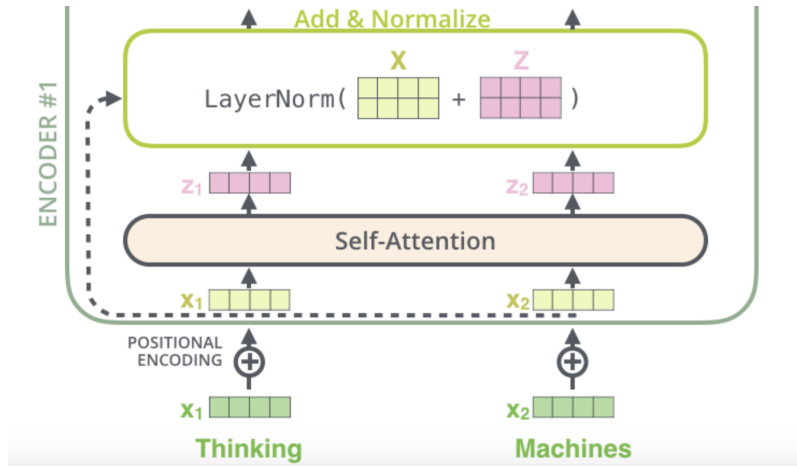 Add & Normalize
X Z
LayerNorm( + )
ENCODER #1
z1 z2
Self-Attention
x1 x2
POSITIONAL
ENCODING
x1 x2
Thinking Machines